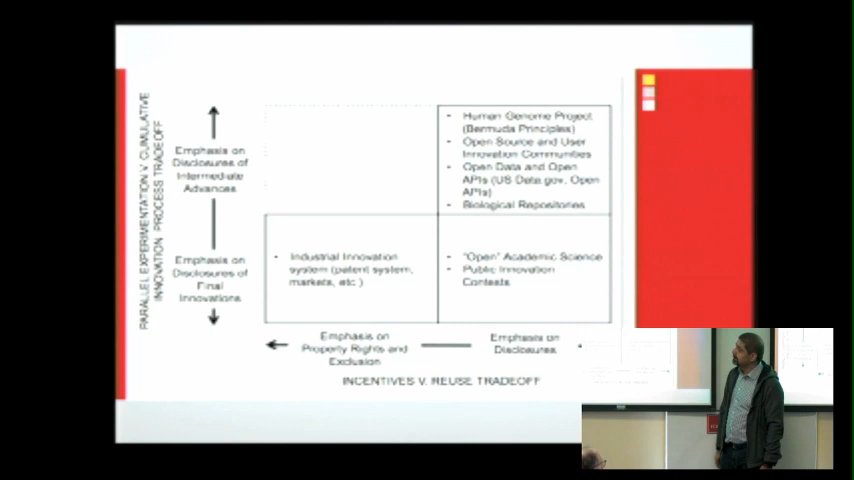 PARALLEL EXPERIMENTATION V. CUMULATIVE
INNOVATION PROCESS TRADEOFF
Emphasis on
Disclosures of
Intermediate
Advances
Emphasis on
Disclosures of
Final
Innovations
• Human Genome Project
(Bermuda Principles)
• Open Source and User
Innovation Communities
• Open Data and Open
APIs (US Data.gov, Open
APIs)
• Biological Repositories
• Industrial Innovation
system (patent system,
markets, etc.)
• "Open" Academic Science
• Public Innovation
Contests
Emphasis on
Property Rights and
Exclusion
Emphasis on
Disclosures
INCENTIVES V. REUSE TRADEOFF